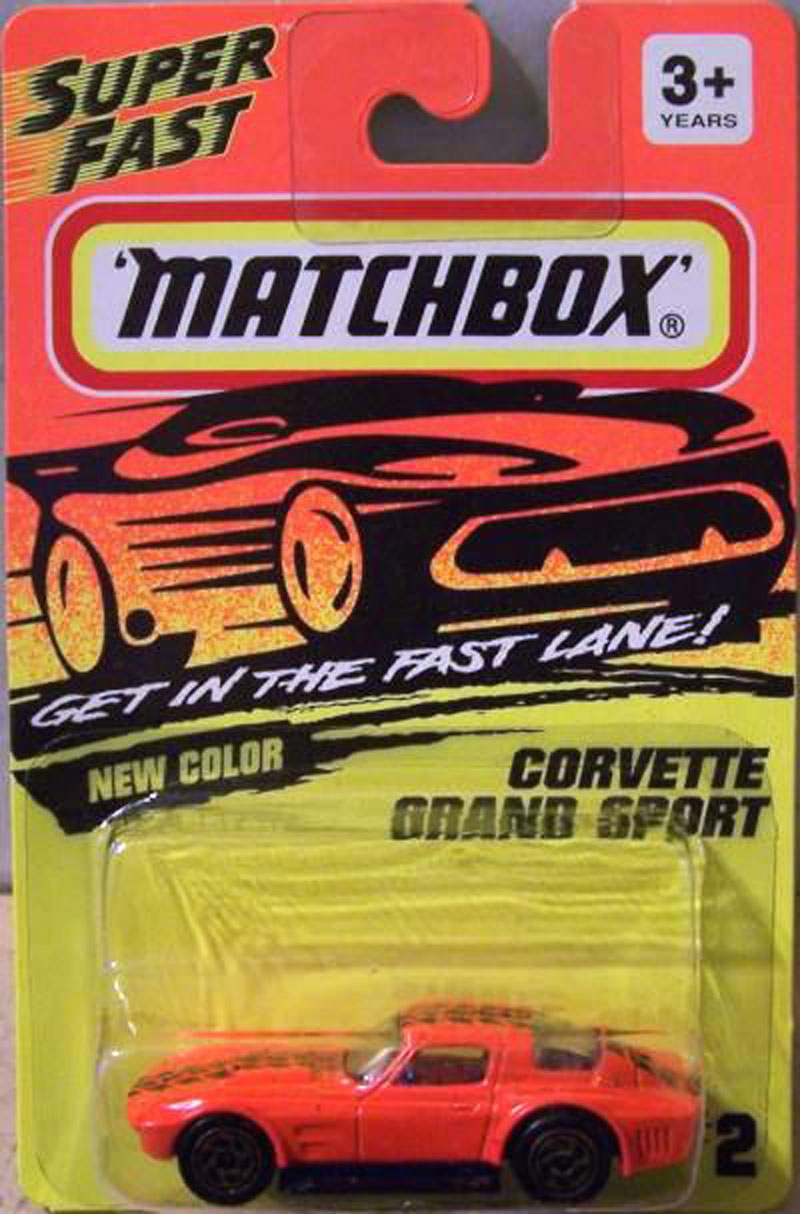 SUPER
FAST
3+
YEARS
'MATCHBOX'®
GET IN THE FAST LANE!
NEW COLOR
CORVETTE
GRAND SPORT
2